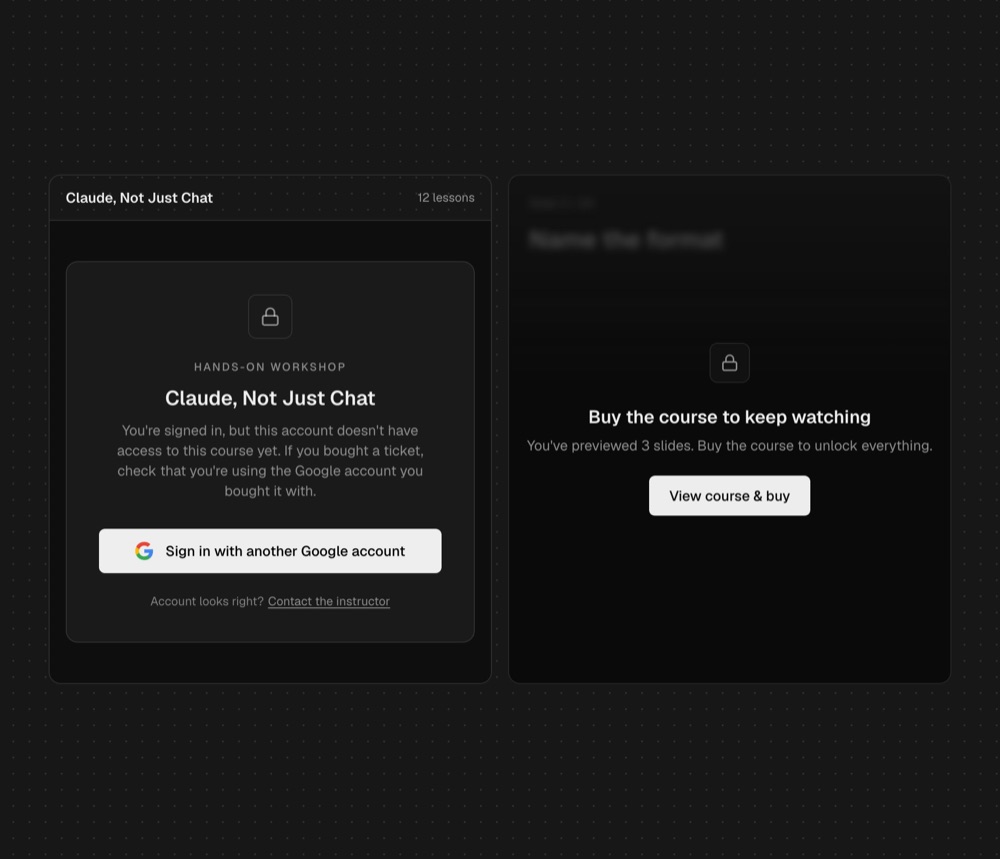 Claude, Not Just Chat
12 lessons
HANDS-ON WORKSHOP
Claude, Not Just Chat
You're signed in, but this account doesn't have
access to this course yet. If you bought a ticket,
check that you're using the Google account you
bought it with.
Sign in with another Google account
Account looks right? Contact the instructor
Name the format
Buy the course to keep watching
You've previewed 3 slides. Buy the course to unlock everything.
View course & buy